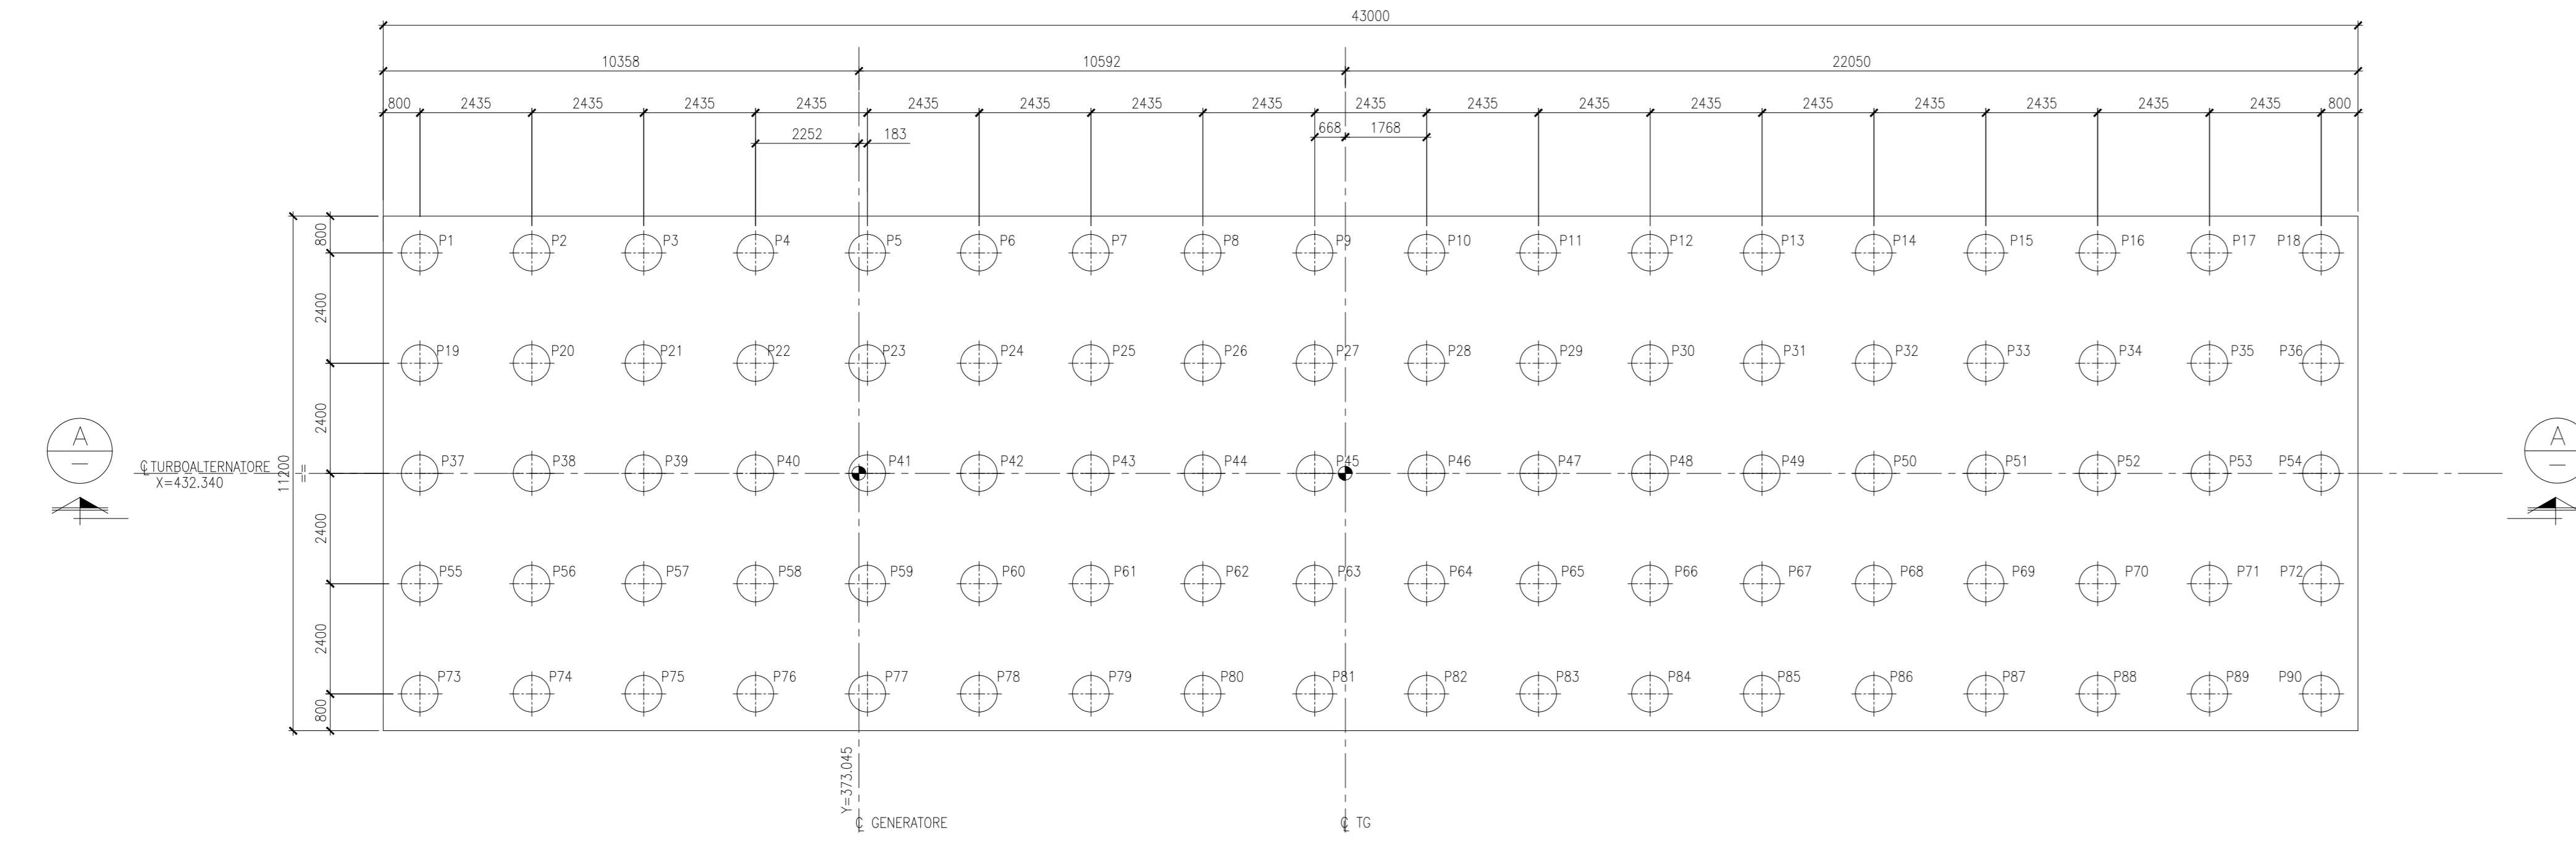 43000
10358 10592 22050
800 2435 2435 2435 2435 2435 2435 2435 2435 2435 2435 2435 2435 2435 2435 2435 2435 2435 800
2252 183 668 1768
800
P1 P2 P3 P4 P5 P6 P7 P8 P9 P10 P11 P12 P13 P14 P15 P16 P17 P18
2400
P19 P20 P21 P22 P23 P24 P25 P26 P27 P28 P29 P30 P31 P32 P33 P34 P35 P36
2400
A
—
A
—
℄ TURBOALTERNATORE
X=432.340
11200
=
P37 P38 P39 P40 P41 P42 P43 P44 P45 P46 P47 P48 P49 P50 P51 P52 P53 P54
2400
P55 P56 P57 P58 P59 P60 P61 P62 P63 P64 P65 P66 P67 P68 P69 P70 P71 P72
2400
P73 P74 P75 P76 P77 P78 P79 P80 P81 P82 P83 P84 P85 P86 P87 P88 P89 P90
800
Y=373.045
℄ GENERATORE
℄ TG